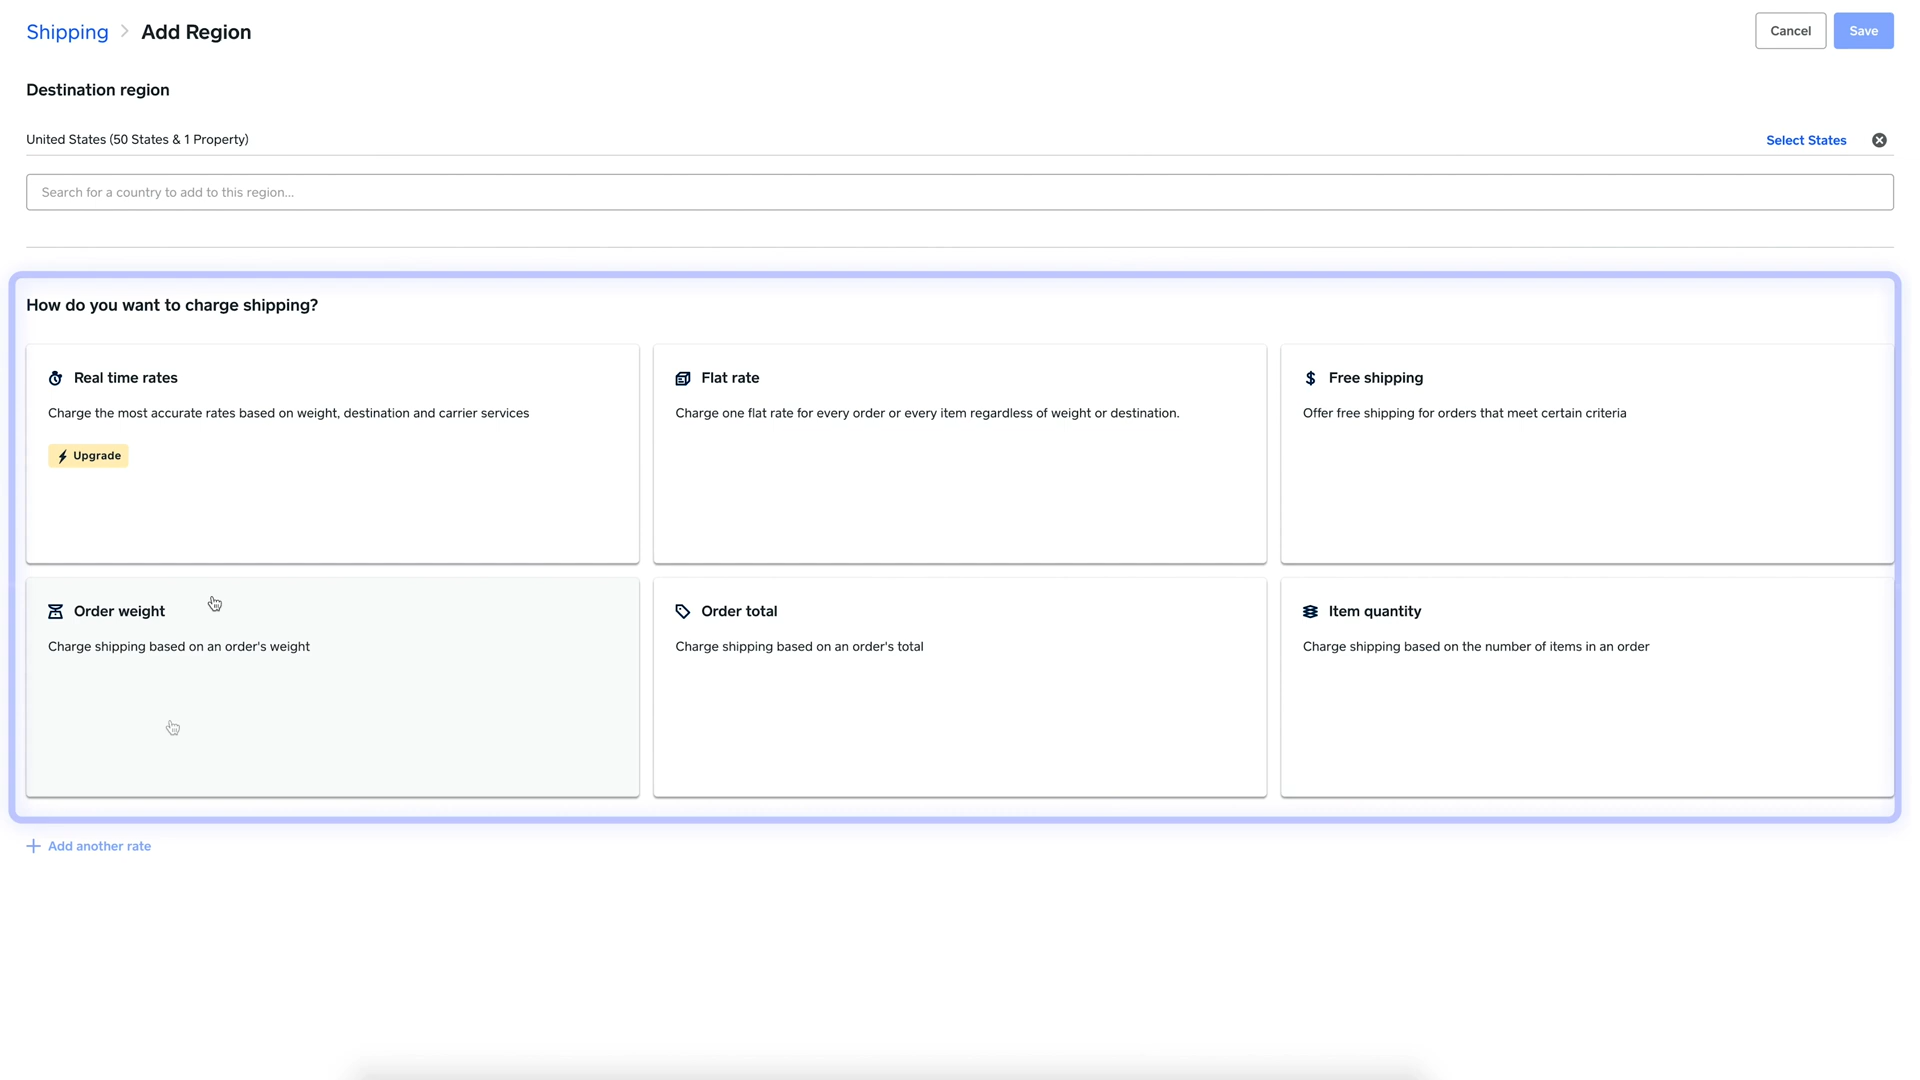 Shipping > Add Region
Cancel
Save
Destination region
United States (50 States & 1 Property)
Select States
Search for a country to add to this region...
How do you want to charge shipping?
Real time rates
Charge the most accurate rates based on weight, destination and carrier services
Upgrade
Flat rate
Charge one flat rate for every order or every item regardless of weight or destination.
Free shipping
Offer free shipping for orders that meet certain criteria
Order weight
Charge shipping based on an order's weight
Order total
Charge shipping based on an order's total
Item quantity
Charge shipping based on the number of items in an order
Add another rate